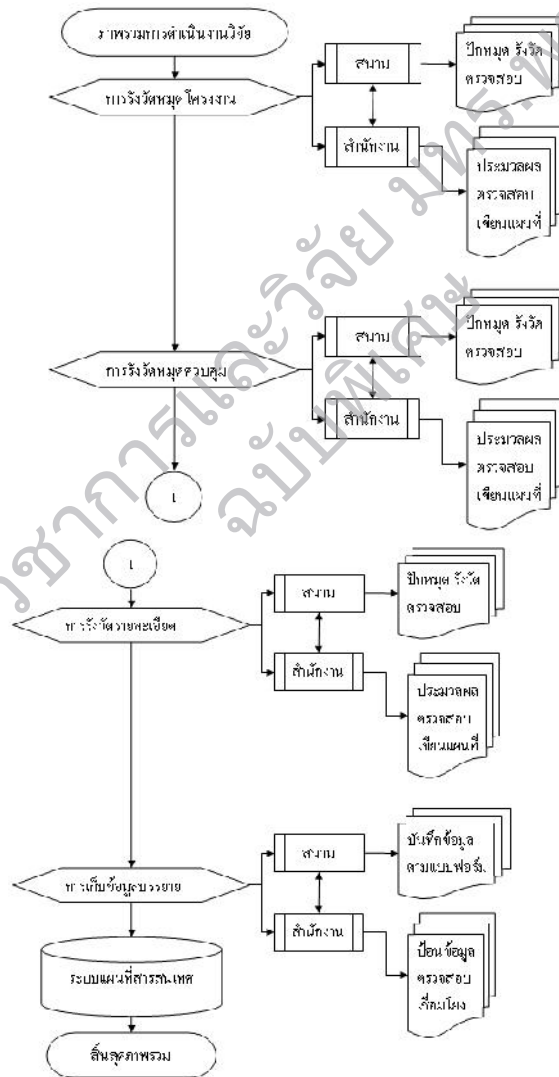 ภาพรวมการดำเนินงานวิจัย
การรังวัดหมุดโครงงาน
สนาม
ปักหมุด รังวัด
ตรวจสอบ
สำนักงาน
ประมวลผล
ตรวจสอบ
เขียนแผนที่
การรังวัดหมุดควบคุม
สนาม
ปักหมุด รังวัด
ตรวจสอบ
สำนักงาน
ประมวลผล
ตรวจสอบ
เขียนแผนที่
1
1
การรังวัดรายละเอียด
สนาม
ปักหมุด รังวัด
ตรวจสอบ
สำนักงาน
ประมวลผล
ตรวจสอบ
เขียนแผนที่
การเก็บข้อมูลบรรยาย
สนาม
บันทึกข้อมูล
ตามแบบฟอร์ม
สำนักงาน
ป้อนข้อมูล
ตรวจสอบ
เชื่อมโยง
ระบบแผนที่สารสนเทศ
สิ้นสุดภาพรวม
วิชาการและวิจัย มทร.พ
ฉบับพิเศษ